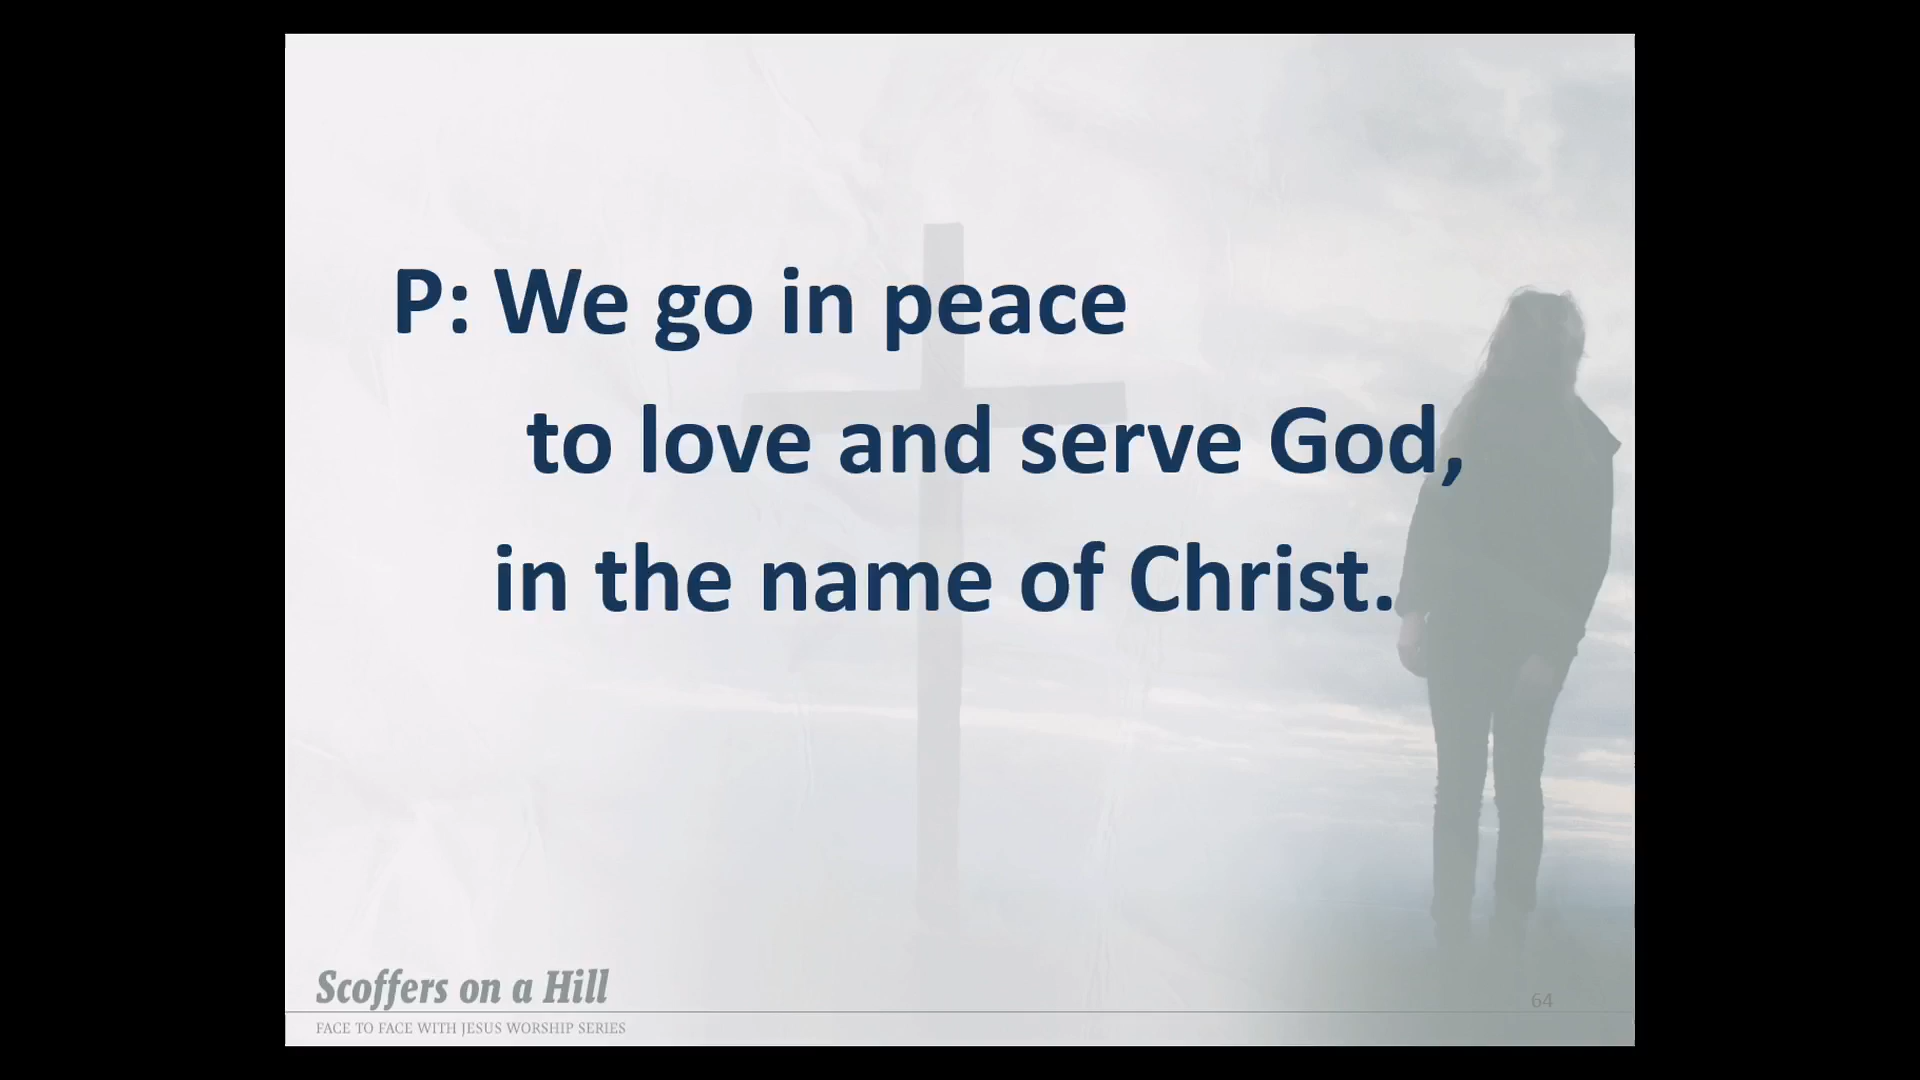 P: We go in peace
to love and serve God,
in the name of Christ.
Scoffers on a Hill
64
FACE TO FACE WITH JESUS WORSHIP SERIES